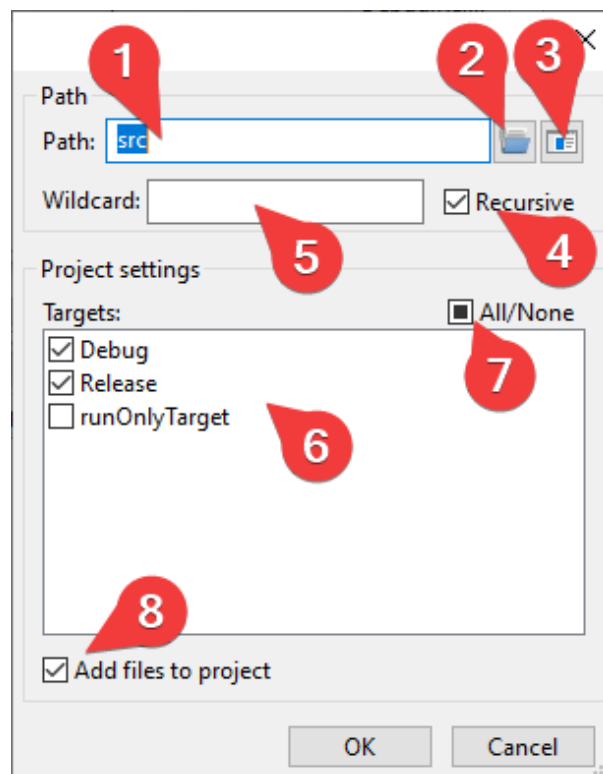 1
2
3
Path
Path: src
Wildcard:
Recursive
5
4
Project settings
Targets:
All/None
Debug
Release
runOnlyTarget
7
6
8
Add files to project
OK
Cancel